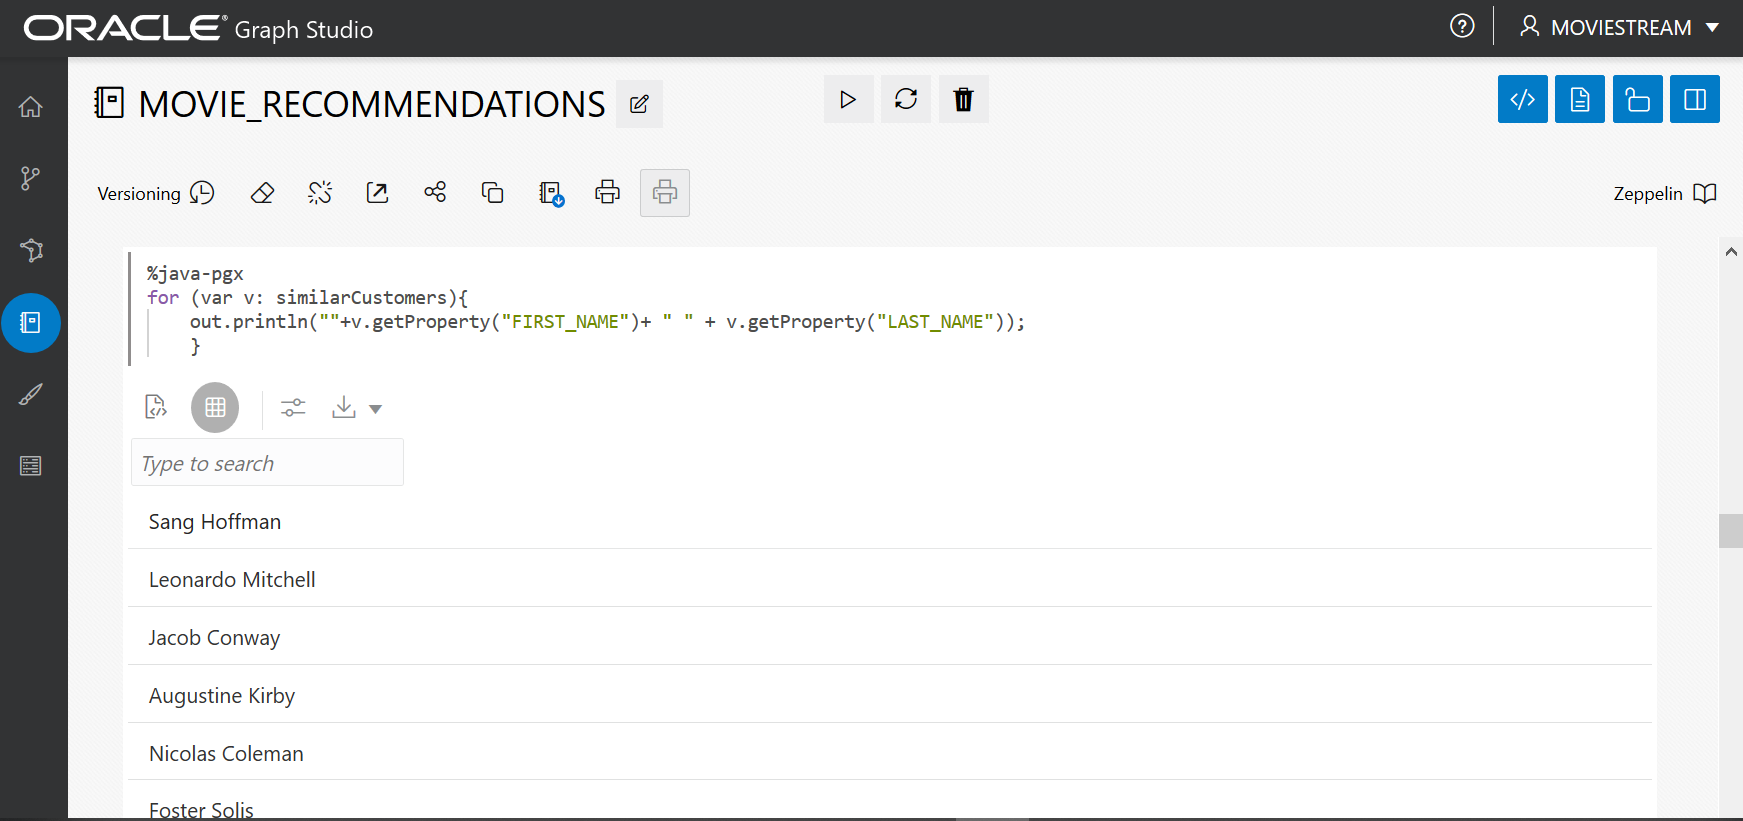 ORACLE® Graph Studio
MOVIESTREAM
MOVIE_RECOMMENDATIONS
Versioning
Zeppelin
%java-pgx
for (var v: similarCustomers){
    out.println(""+v.getProperty("FIRST_NAME")+ " " + v.getProperty("LAST_NAME"));
    }
Type to search
Sang Hoffman
Leonardo Mitchell
Jacob Conway
Augustine Kirby
Nicolas Coleman
Foster Solis